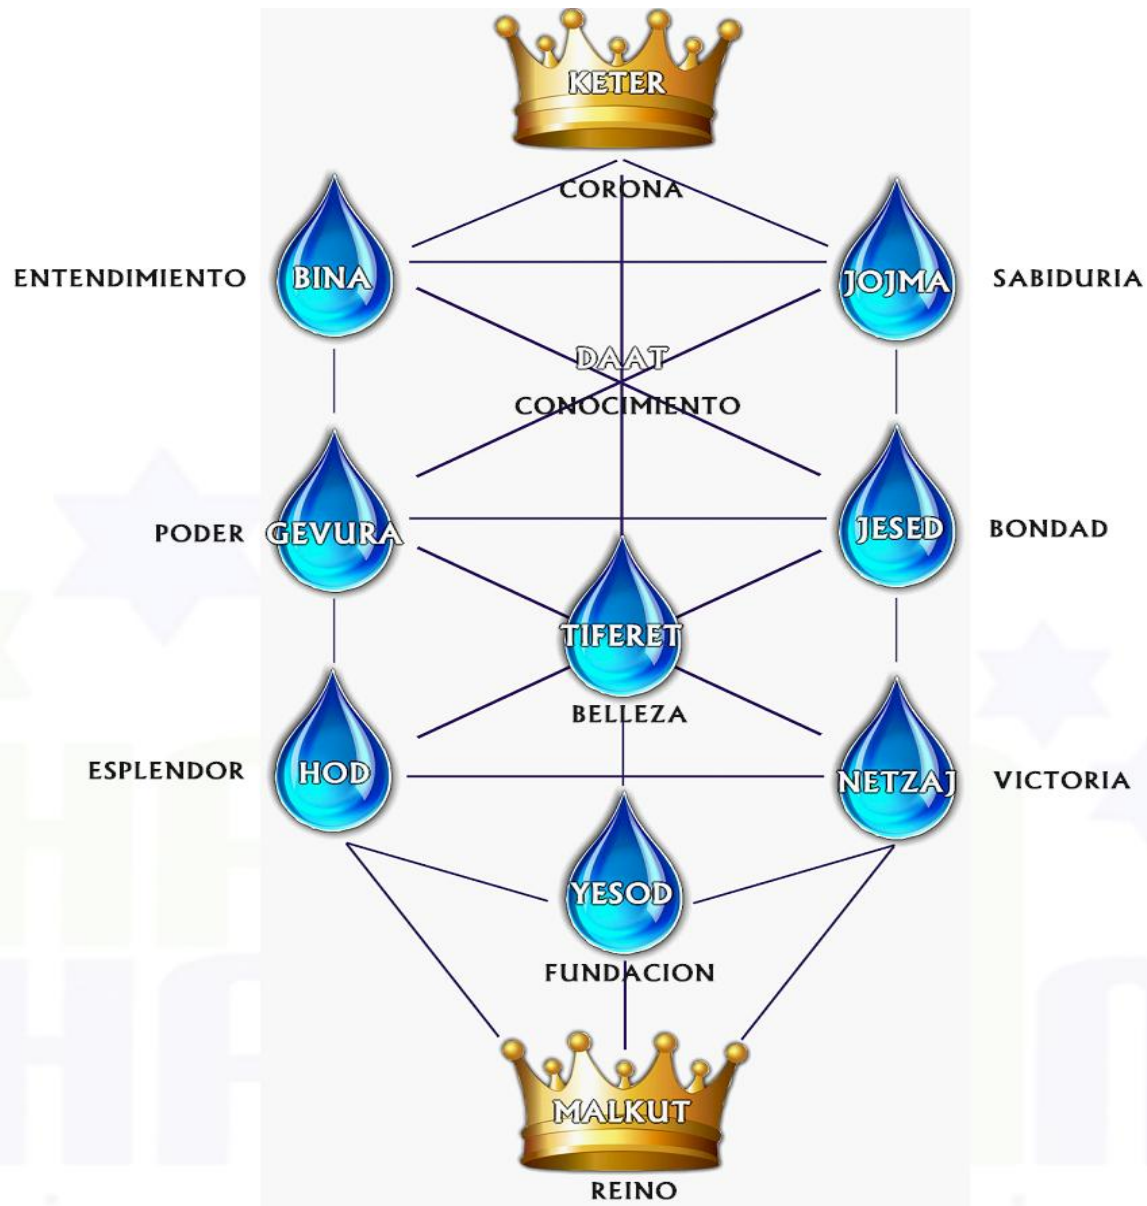 KETER
CORONA
ENTENDIMIENTO
BINA
JOJMA
SABIDURIA
DAAT
CONOCIMIENTO
PODER
GEVURA
JESED
BONDAD
TIFERET
BELLEZA
ESPLENDOR
HOD
NETZAJ
VICTORIA
YESOD
FUNDACION
MALKUT
REINO